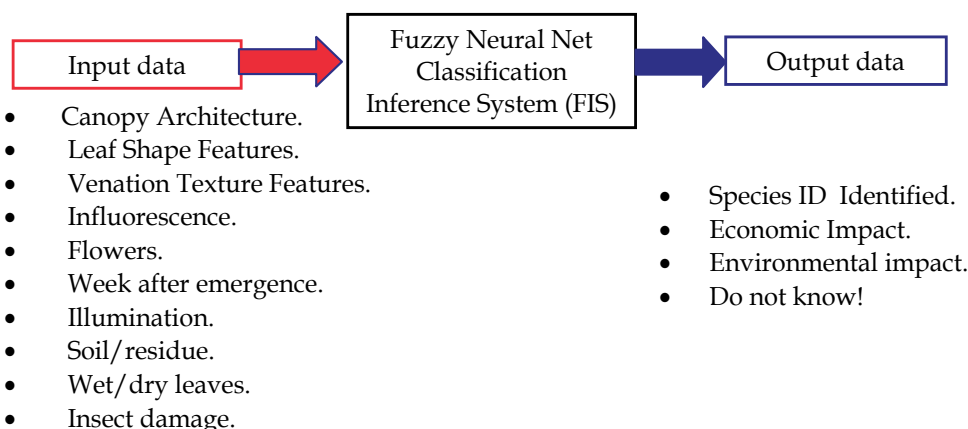 Input data
Fuzzy Neural Net
Classification
Inference System (FIS)
Output data
• Canopy Architecture.
• Leaf Shape Features.
• Venation Texture Features.
• Influorescence.
• Flowers.
• Week after emergence.
• Illumination.
• Soil/residue.
• Wet/dry leaves.
• Insect damage.
• Species ID Identified.
• Economic Impact.
• Environmental impact.
• Do not know!